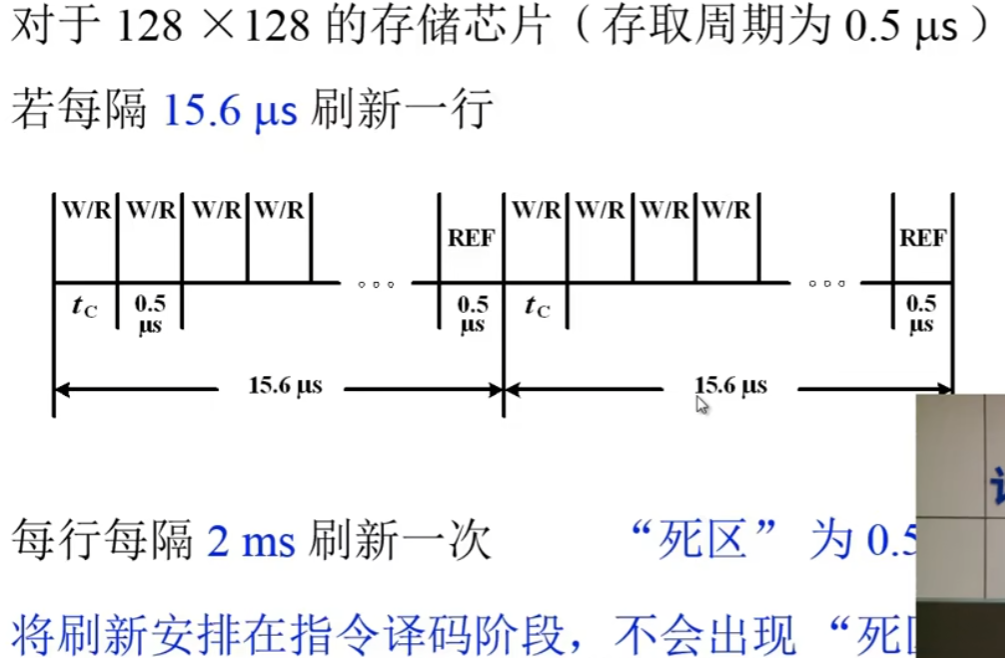 对于 128 ×128 的存储芯片（存取周期为 0.5 μs）
若每隔 15.6 μs 刷新一行
W/R W/R W/R W/R REF W/R W/R W/R W/R REF
tC 0.5 μs 0.5 μs tC 0.5 μs
15.6 μs 15.6 μs
每行每隔 2 ms 刷新一次 “死区” 为 0.5
将刷新安排在指令译码阶段，不会出现 “死